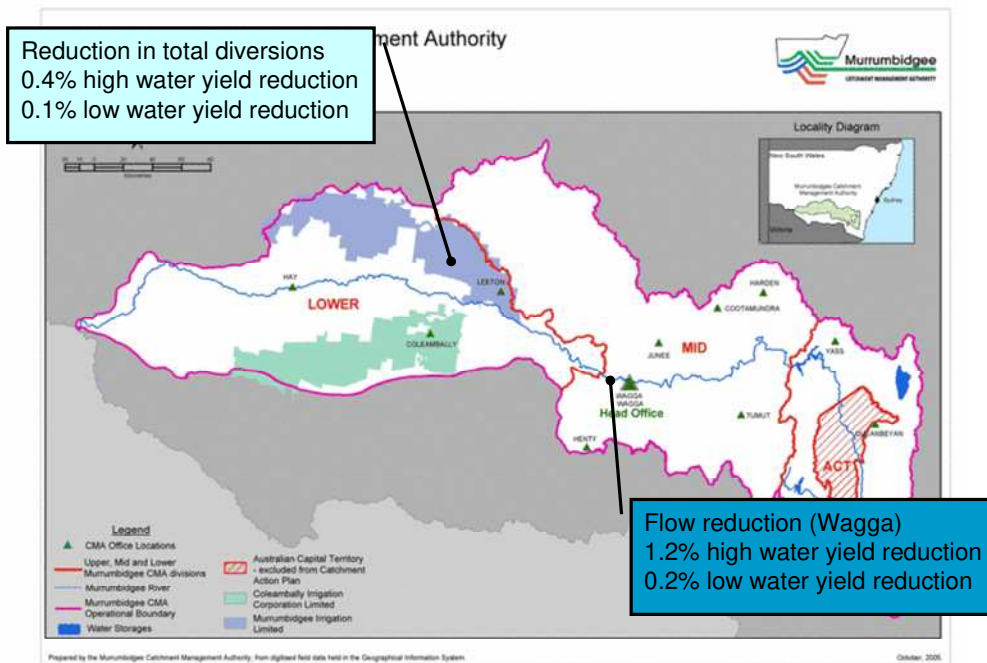 ment Authority
Reduction in total diversions
0.4% high water yield reduction
0.1% low water yield reduction
Murrumbidgee
CATCHMENT MANAGEMENT AUTHORITY
Locality Diagram
New South Wales
Murrumbidgee Catchment
Management Authority
Sydney
Victoria
Kilometres
HAY
LOWER
LEETON
COLEAMBALLY
HARDEN
COOTAMUNDRA
JUNEE
MID
YASS
WAGGA
WAGGA
Head Office
TUMUT
HENTY
ACT
Flow reduction (Wagga)
1.2% high water yield reduction
0.2% low water yield reduction
Legend
CMA Office Locations
Upper, Mid and Lower
Murrumbidgee CMA divisions
Murrumbidgee River
Murrumbidgee CMA
Operational Boundary
Water Storages
Australian Capital Territory
- excluded from Catchment
Action Plan
Coleambally Irrigation
Corporation Limited
Murrumbidgee Irrigation
Limited
Prepared by the Murrumbidgee Catchment Management Authority, from digitised field data held in the Geographical Information System.
October, 2005